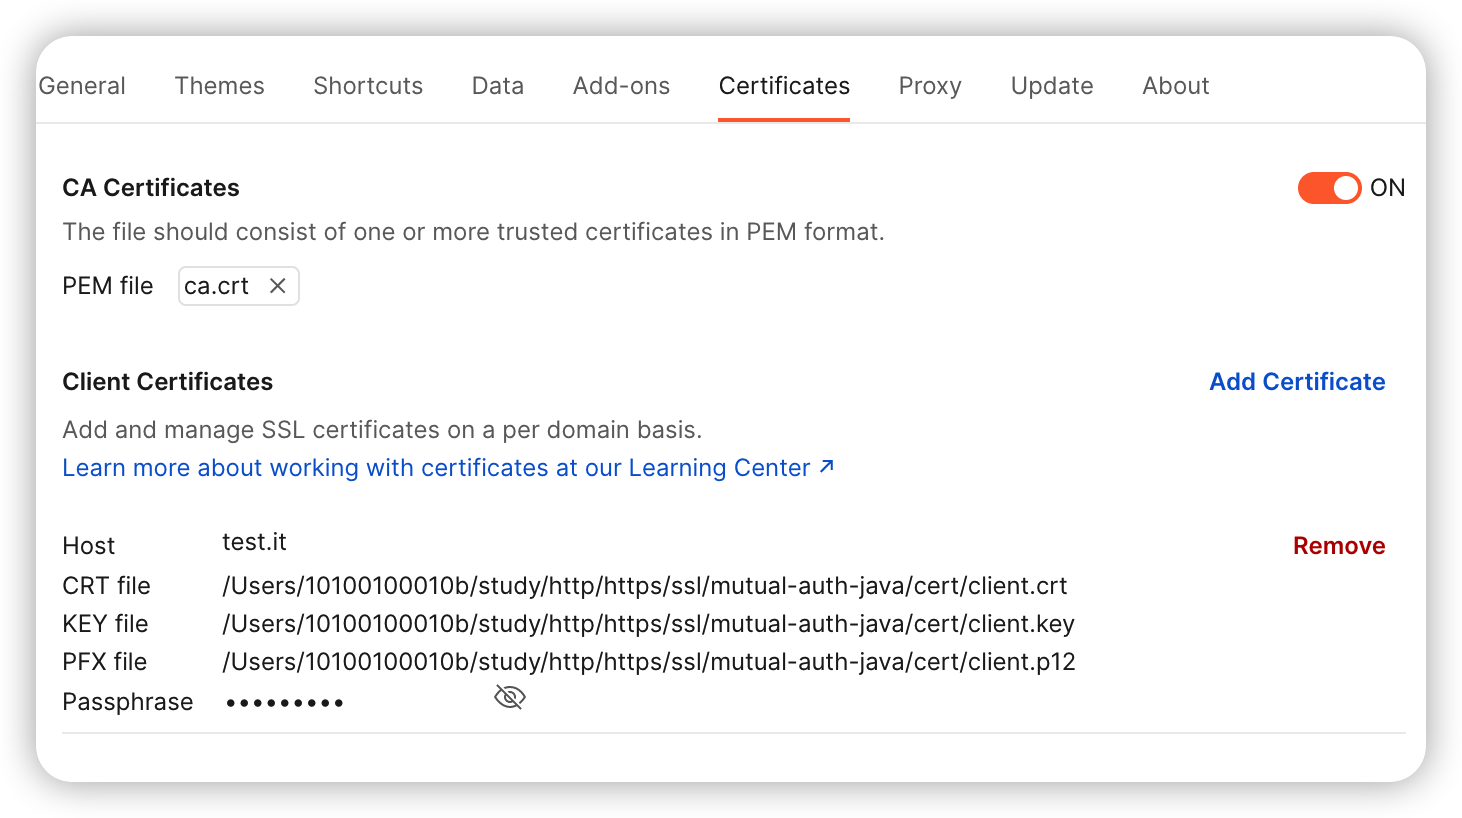 General Themes Shortcuts Data Add-ons Certificates Proxy Update About
CA Certificates ON
The file should consist of one or more trusted certificates in PEM format.
PEM file ca.crt
Client Certificates Add Certificate
Add and manage SSL certificates on a per domain basis.
Learn more about working with certificates at our Learning Center ↗
Host test.it Remove
CRT file /Users/10100100010b/study/http/https/ssl/mutual-auth-java/cert/client.crt
KEY file /Users/10100100010b/study/http/https/ssl/mutual-auth-java/cert/client.key
PFX file /Users/10100100010b/study/http/https/ssl/mutual-auth-java/cert/client.p12
Passphrase •••••••••